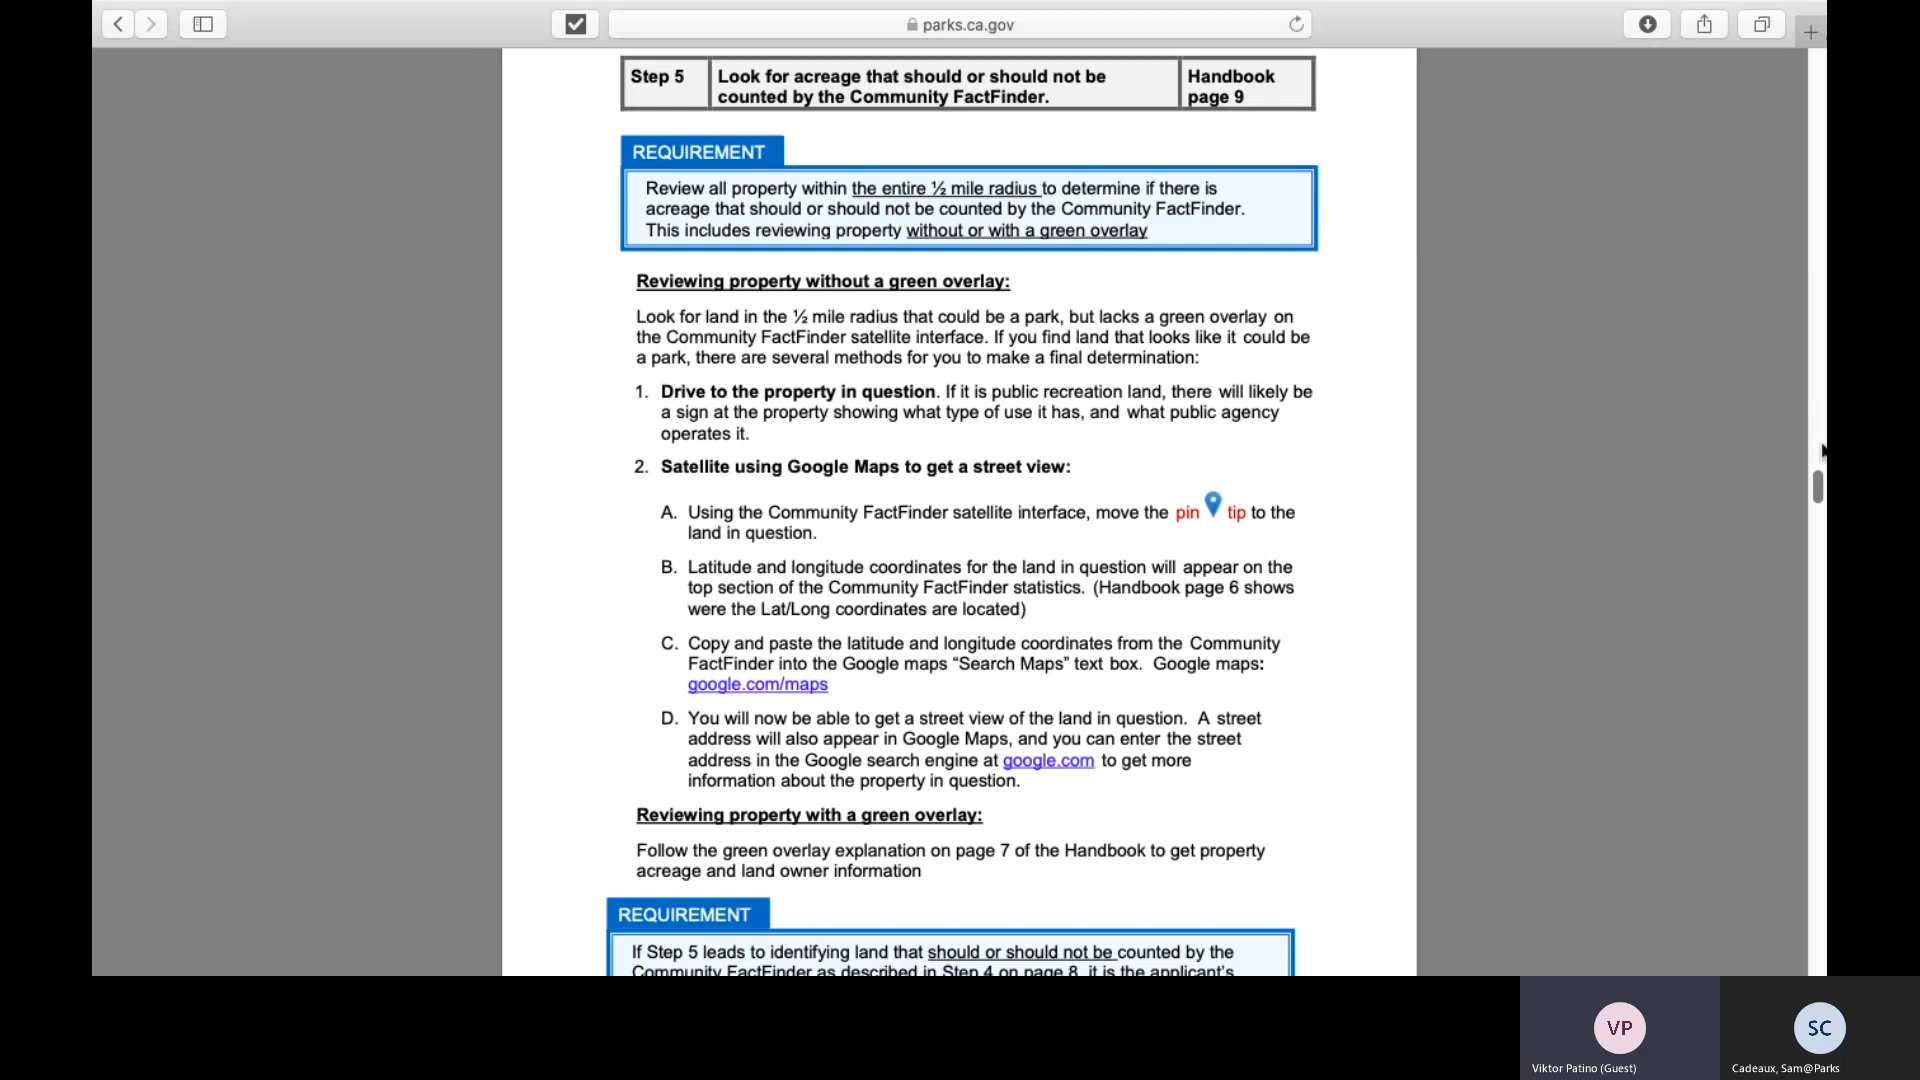 parks.ca.gov
Step 5
Look for acreage that should or should not be
counted by the Community FactFinder.
Handbook
page 9
REQUIREMENT
Review all property within the entire ½ mile radius to determine if there is
acreage that should or should not be counted by the Community FactFinder.
This includes reviewing property without or with a green overlay
Reviewing property without a green overlay:
Look for land in the ½ mile radius that could be a park, but lacks a green overlay on
the Community FactFinder satellite interface. If you find land that looks like it could be
a park, there are several methods for you to make a final determination:
1. Drive to the property in question. If it is public recreation land, there will likely be
a sign at the property showing what type of use it has, and what public agency
operates it.
2. Satellite using Google Maps to get a street view:
A. Using the Community FactFinder satellite interface, move the pin tip to the
land in question.
B. Latitude and longitude coordinates for the land in question will appear on the
top section of the Community FactFinder statistics. (Handbook page 6 shows
were the Lat/Long coordinates are located)
C. Copy and paste the latitude and longitude coordinates from the Community
FactFinder into the Google maps “Search Maps” text box. Google maps:
google.com/maps
D. You will now be able to get a street view of the land in question. A street
address will also appear in Google Maps, and you can enter the street
address in the Google search engine at google.com to get more
information about the property in question.
Reviewing property with a green overlay:
Follow the green overlay explanation on page 7 of the Handbook to get property
acreage and land owner information
REQUIREMENT
If Step 5 leads to identifying land that should or should not be counted by the
Community FactFinder as described in Step 4 on page 8, it is the applicant's
VP
SC
Viktor Patino (Guest)
Cadeaux, Sam@Parks